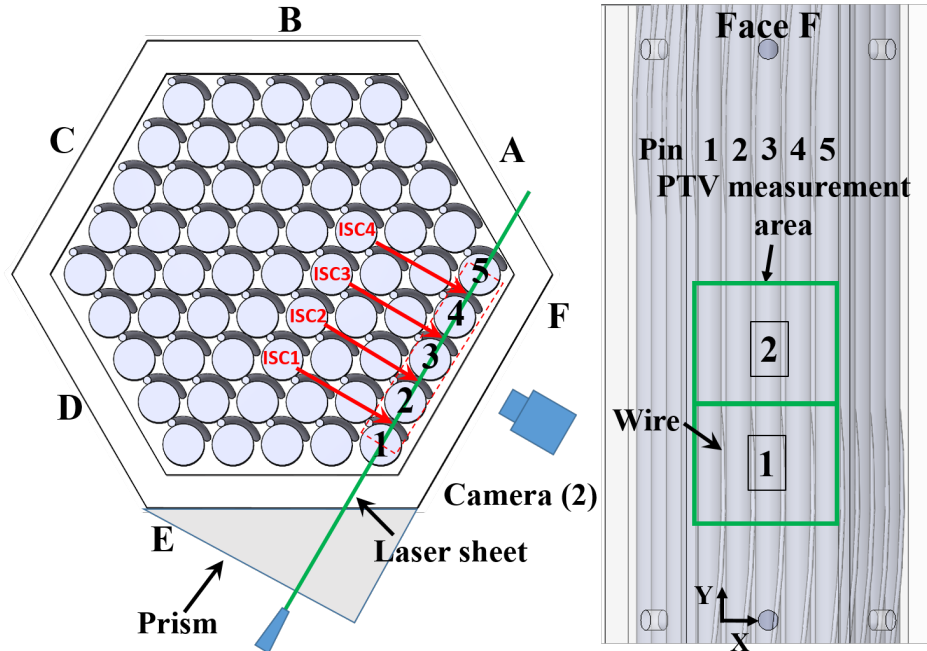 B
C
A
ISC4
5
ISC3
4
F
ISC2
3
ISC1
2
D
1
Camera (2)
E
Laser sheet
Prism
Face F
Pin 1 2 3 4 5
PTV measurement
area
2
Wire
1
Y
X